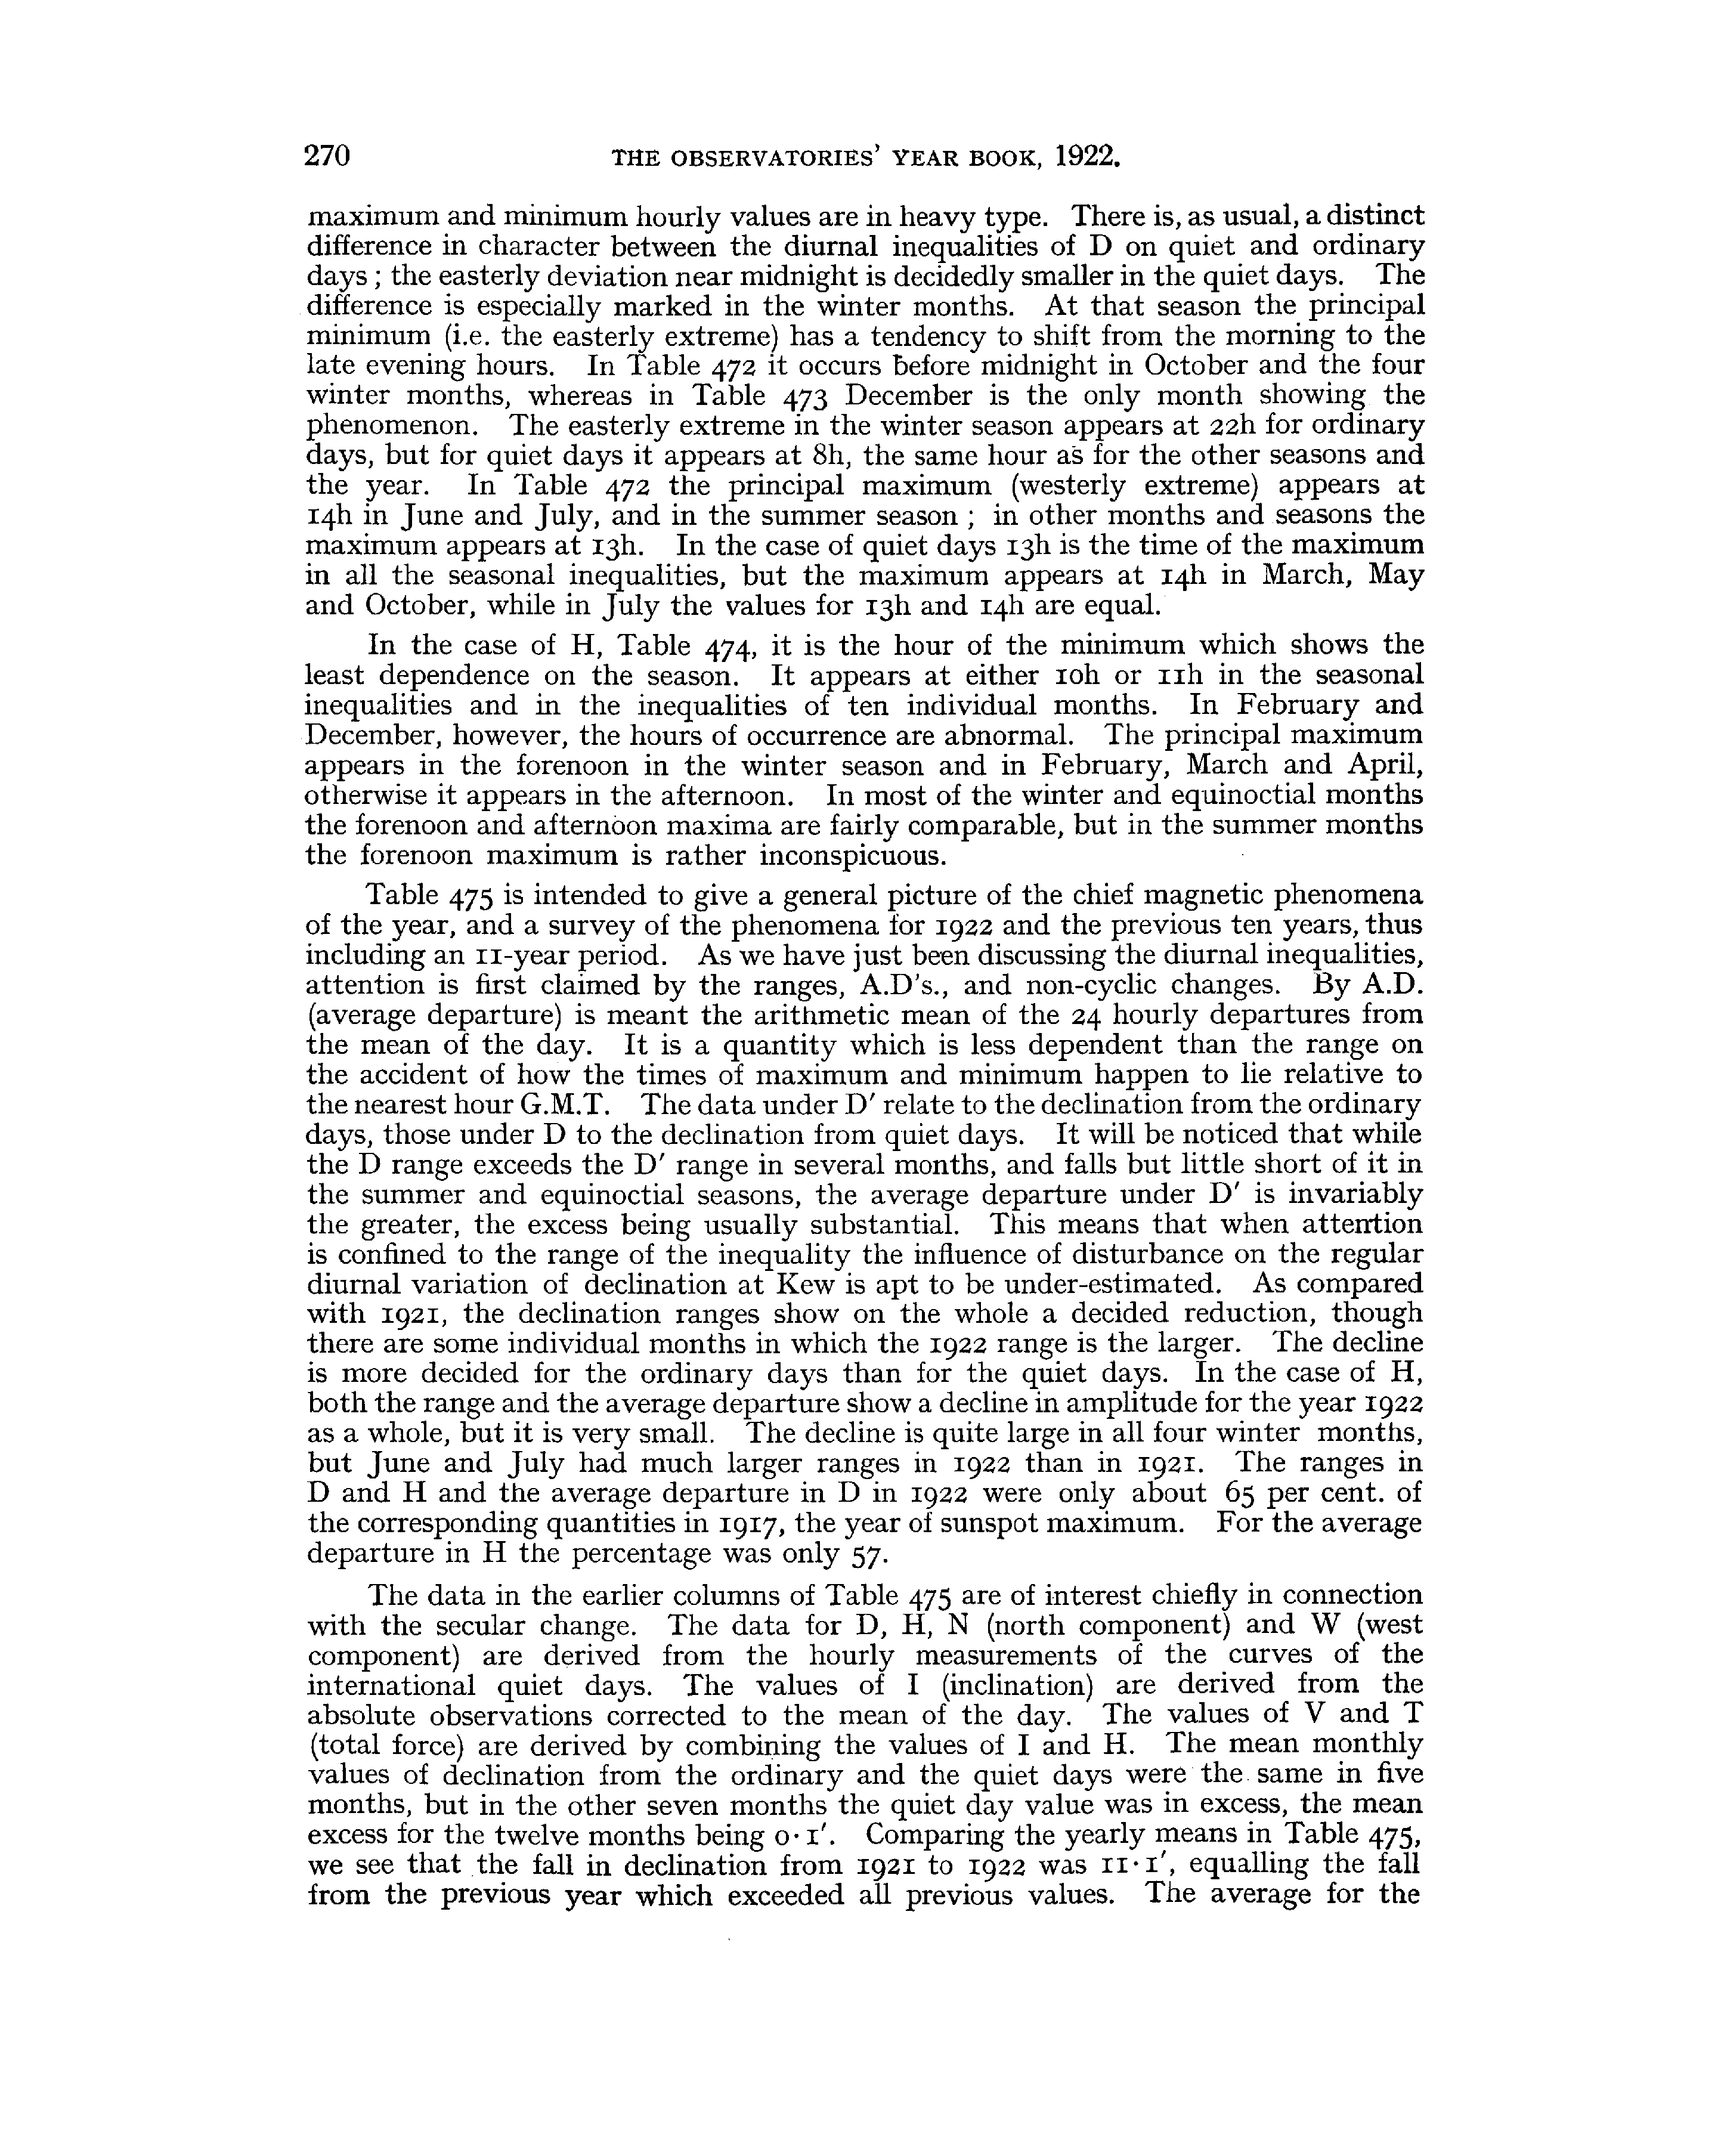 270 THE OBSERVATORIES' YEAR BOOK, 1922.
maximum and minimum hourly values are in heavy type. There is, as usual, a distinct
difference in character between the diurnal inequalities of D on quiet and ordinary
days; the easterly deviation near midnight is decidedly smaller in the quiet days. The
difference is especially marked in the winter months. At that season the principal
minimum (i.e. the easterly extreme) has a tendency to shift from the morning to the
late evening hours. In Table 472 it occurs before midnight in October and the four
winter months, whereas in Table 473 December is the only month showing the
phenomenon. The easterly extreme in the winter season appears at 22h for ordinary
days, but for quiet days it appears at 8h, the same hour as for the other seasons and
the year. In Table 472 the principal maximum (westerly extreme) appears at
14h in June and July, and in the summer season; in other months and seasons the
maximum appears at 13h. In the case of quiet days 13h is the time of the maximum
in all the seasonal inequalities, but the maximum appears at 14h in March, May
and October, while in July the values for 13h and 14h are equal.
In the case of H, Table 474, it is the hour of the minimum which shows the
least dependence on the season. It appears at either 10h or 11h in the seasonal
inequalities and in the inequalities of ten individual months. In February and
December, however, the hours of occurrence are abnormal. The principal maximum
appears in the forenoon in the winter season and in February, March and April,
otherwise it appears in the afternoon. In most of the winter and equinoctial months
the forenoon and afternoon maxima are fairly comparable, but in the summer months
the forenoon maximum is rather inconspicuous.
Table 475 is intended to give a general picture of the chief magnetic phenomena
of the year, and a survey of the phenomena for 1922 and the previous ten years, thus
including an 11-year period. As we have just been discussing the diurnal inequalities,
attention is first claimed by the ranges, A.D's., and non-cyclic changes. By A.D.
(average departure) is meant the arithmetic mean of the 24 hourly departures from
the mean of the day. It is a quantity which is less dependent than the range on
the accident of how the times of maximum and minimum happen to lie relative to
the nearest hour G.M.T. The data under D′ relate to the declination from the ordinary
days, those under D to the declination from quiet days. It will be noticed that while
the D range exceeds the D′ range in several months, and falls but little short of it in
the summer and equinoctial seasons, the average departure under D′ is invariably
the greater, the excess being usually substantial. This means that when attention
is confined to the range of the inequality the influence of disturbance on the regular
diurnal variation of declination at Kew is apt to be under-estimated. As compared
with 1921, the declination ranges show on the whole a decided reduction, though
there are some individual months in which the 1922 range is the larger. The decline
is more decided for the ordinary days than for the quiet days. In the case of H,
both the range and the average departure show a decline in amplitude for the year 1922
as a whole, but it is very small. The decline is quite large in all four winter months,
but June and July had much larger ranges in 1922 than in 1921. The ranges in
D and H and the average departure in D in 1922 were only about 65 per cent. of
the corresponding quantities in 1917, the year of sunspot maximum. For the average
departure in H the percentage was only 57.
The data in the earlier columns of Table 475 are of interest chiefly in connection
with the secular change. The data for D, H, N (north component) and W (west
component) are derived from the hourly measurements of the curves of the
international quiet days. The values of I (inclination) are derived from the
absolute observations corrected to the mean of the day. The values of V and T
(total force) are derived by combining the values of I and H. The mean monthly
values of declination from the ordinary and the quiet days were the same in five
months, but in the other seven months the quiet day value was in excess, the mean
excess for the twelve months being 0·1′. Comparing the yearly means in Table 475,
we see that the fall in declination from 1921 to 1922 was 11·1′, equalling the fall
from the previous year which exceeded all previous values. The average for the